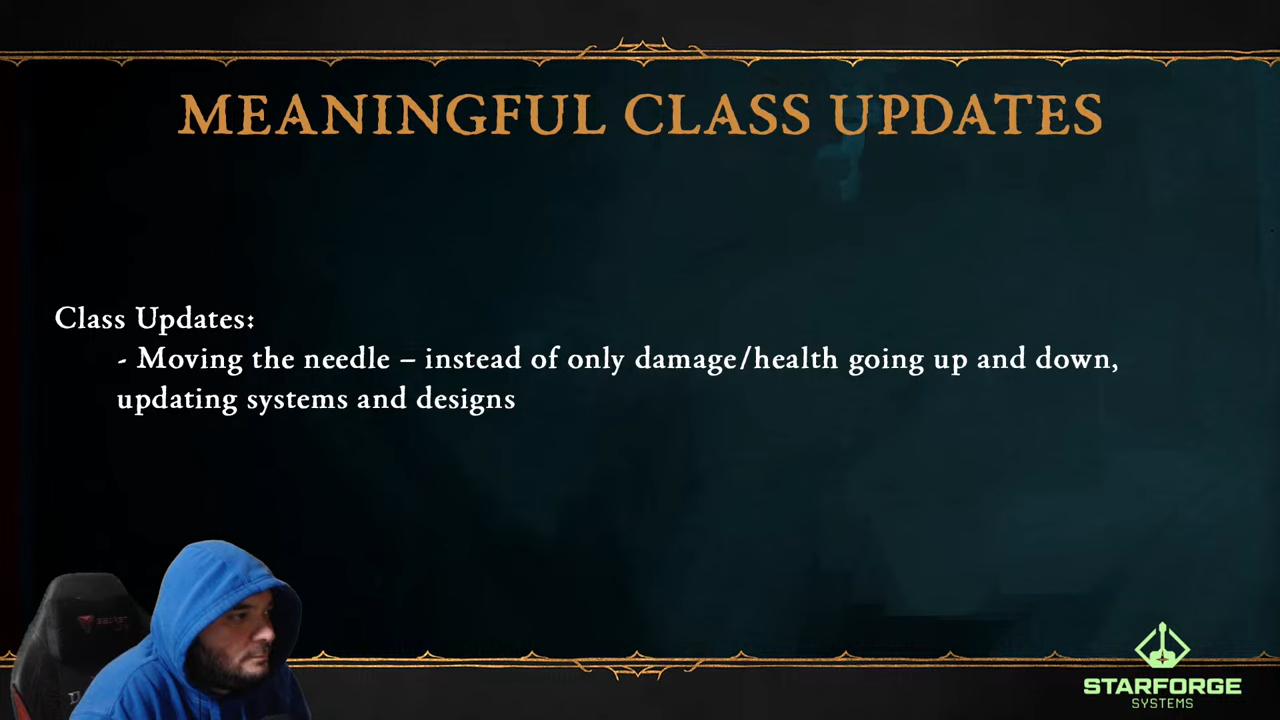 MEANINGFUL CLASS UPDATES
Class Updates:
- Moving the needle – instead of only damage/health going up and down,
updating systems and designs
STARFORGE
SYSTEMS